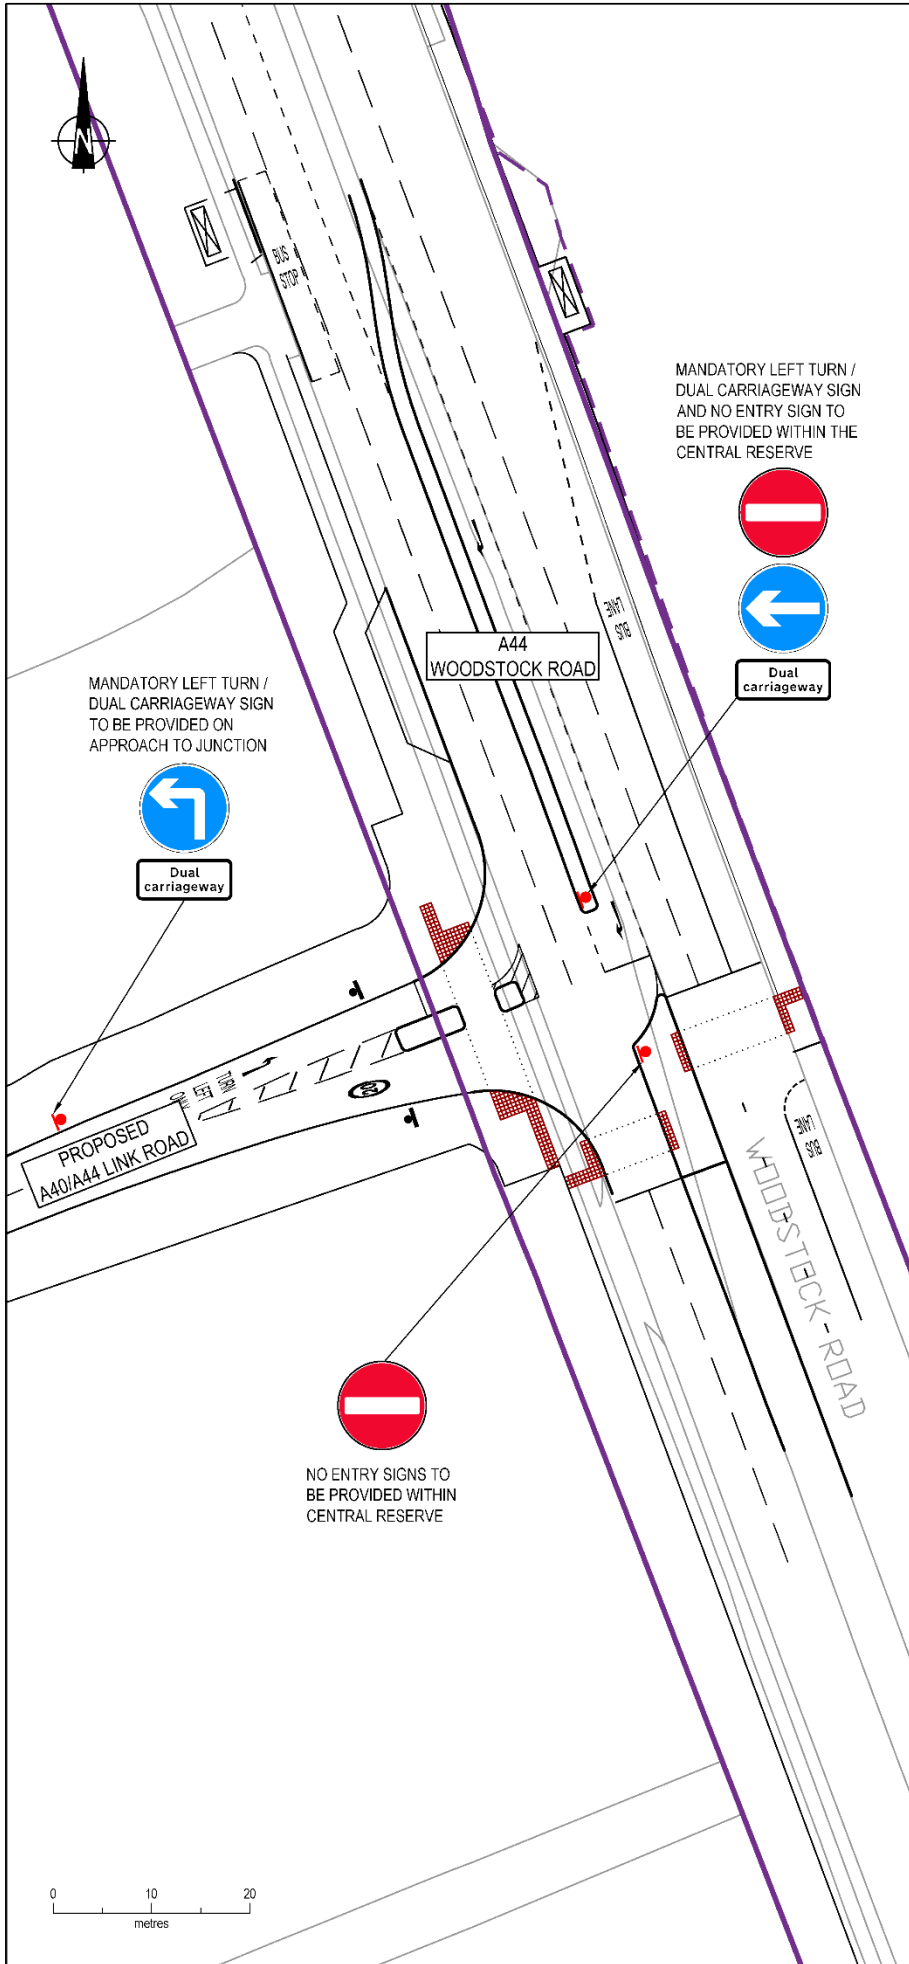 N
BUS
STOP
MANDATORY LEFT TURN /
DUAL CARRIAGEWAY SIGN
AND NO ENTRY SIGN TO
BE PROVIDED WITHIN THE
CENTRAL RESERVE
Dual
carriageway
BUS
LANE
A44
WOODSTOCK ROAD
MANDATORY LEFT TURN /
DUAL CARRIAGEWAY SIGN
TO BE PROVIDED ON
APPROACH TO JUNCTION
Dual
carriageway
TURN
LEFT
20
PROPOSED
A40/A44 LINK ROAD
BUS
LANE
WOODSTOCK ROAD
NO ENTRY SIGNS TO
BE PROVIDED WITHIN
CENTRAL RESERVE
0 10 20
metres